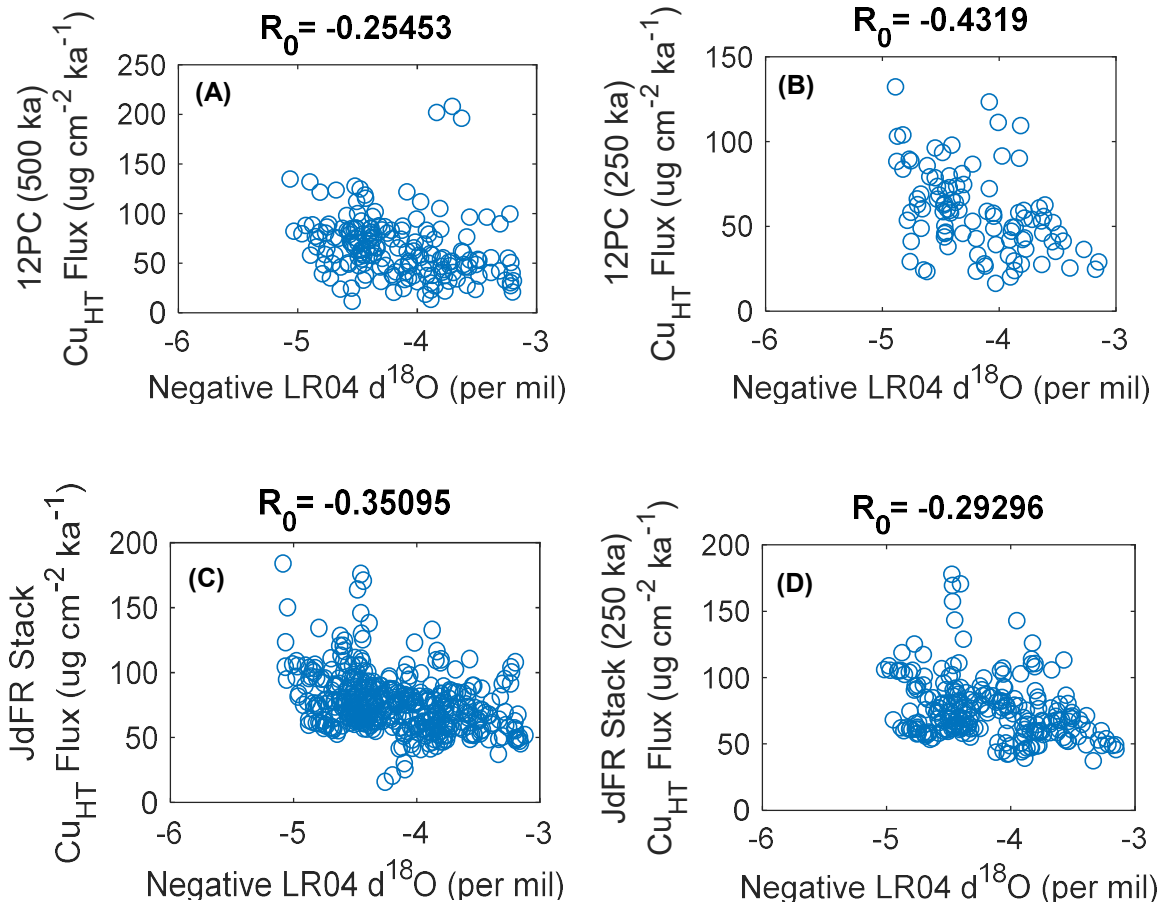 R₀= -0.25453
(A)
12PC (500 ka)
Cu_HT Flux (ug cm⁻² ka⁻¹)
250
200
150
100
50
0
-6 -5 -4 -3
Negative LR04 d¹⁸O (per mil)
R₀= -0.4319
(B)
12PC (250 ka)
Cu_HT Flux (ug cm⁻² ka⁻¹)
150
100
50
0
-6 -5 -4 -3
Negative LR04 d¹⁸O (per mil)
R₀= -0.35095
(C)
JdFR Stack
Cu_HT Flux (ug cm⁻² ka⁻¹)
200
150
100
50
0
-6 -5 -4 -3
Negative LR04 d¹⁸O (per mil)
R₀= -0.29296
(D)
JdFR Stack (250 ka)
Cu_HT Flux (ug cm⁻² ka⁻¹)
200
150
100
50
0
-6 -5 -4 -3
Negative LR04 d¹⁸O (per mil)